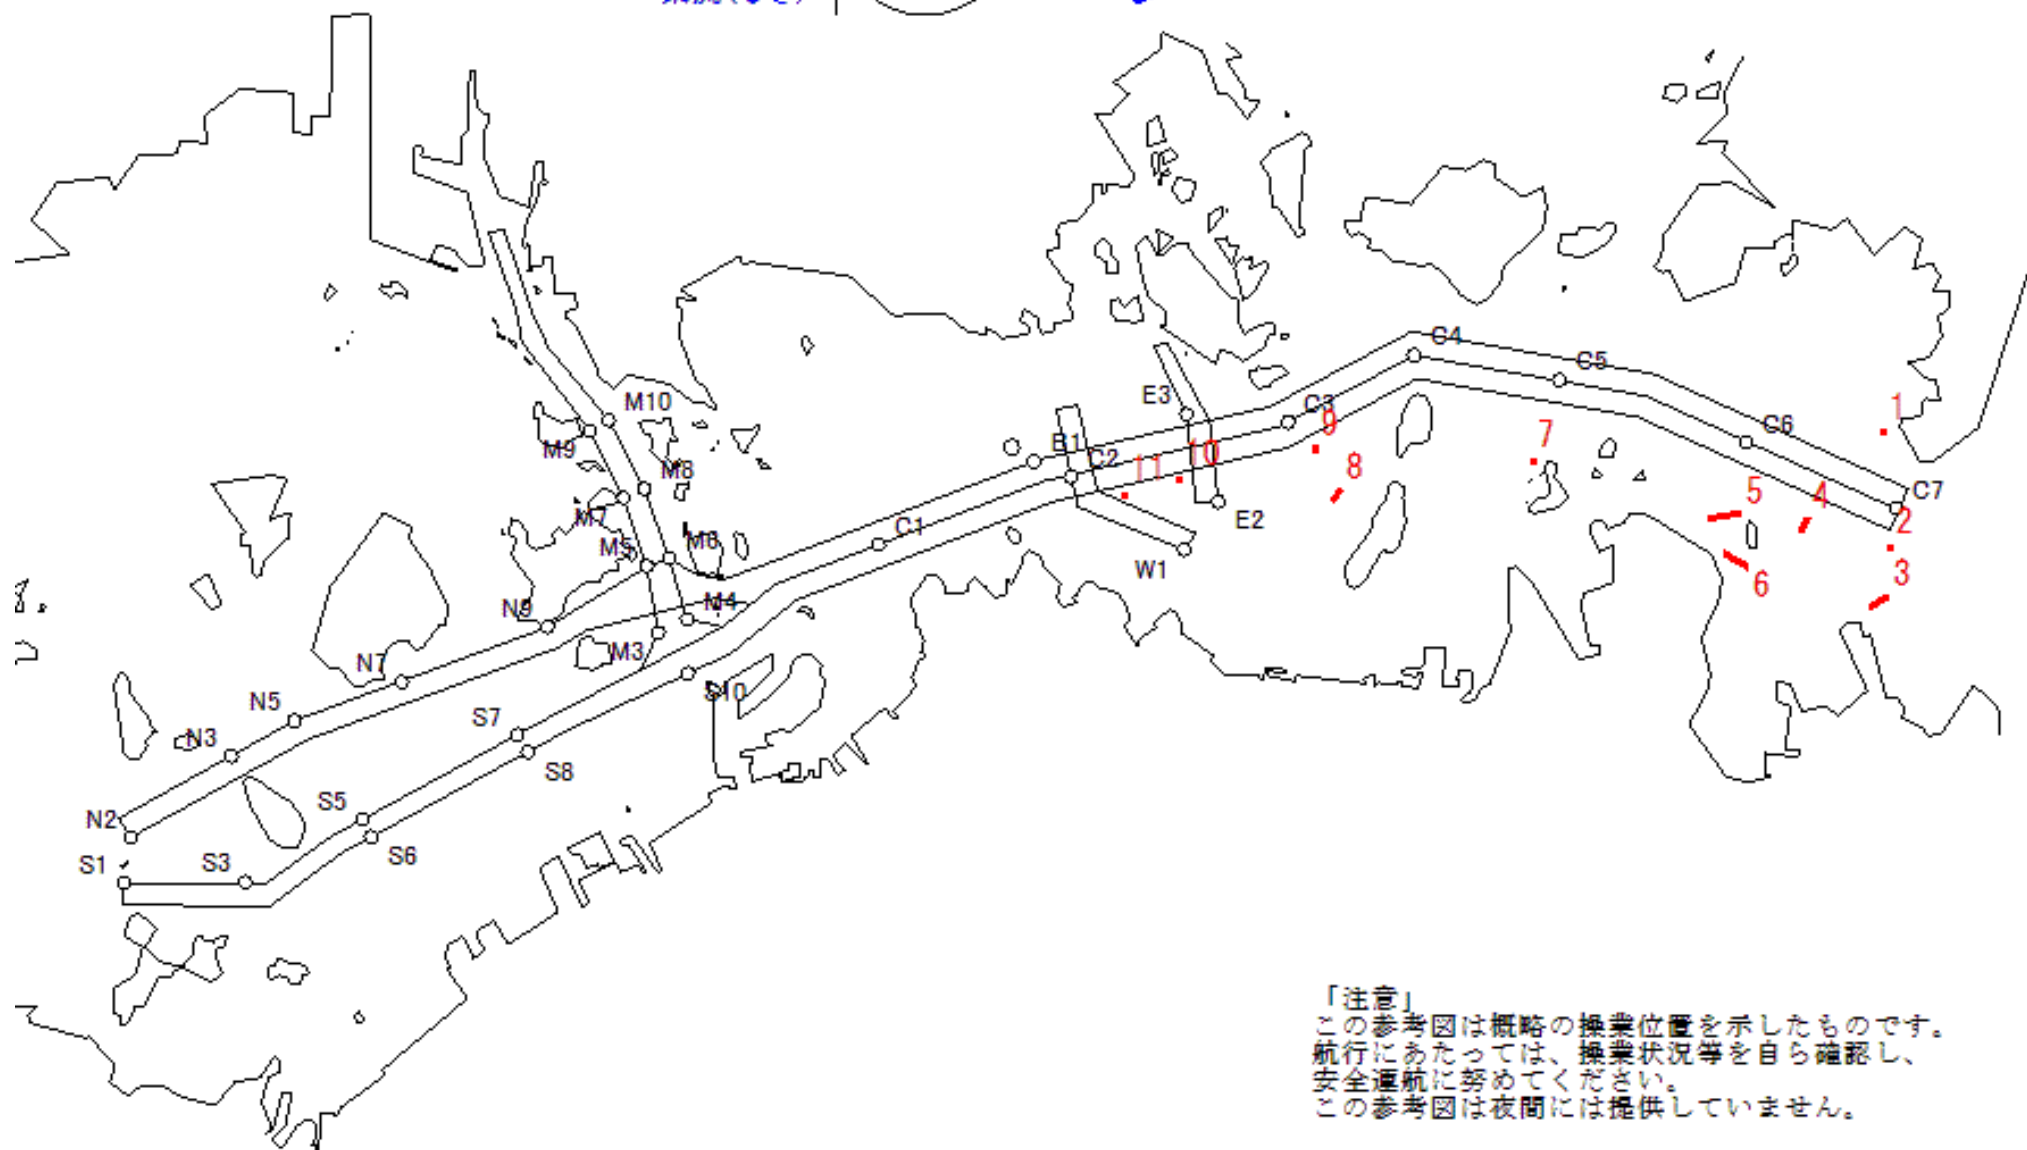 C4
C5
1
E3
M10
C3
9
C6
7
B1
10
M9
C2
11
8
M8
5
4
C7
M7
E2
2
C1
M5
M6
W1
3
6
N9
M4
M3
N7
S10
N5
S7
N3
S8
S5
N2
S6
S1
S3
「注意」
この参考図は概略の操業位置を示したものです。
航行にあたっては、操業状況等を自ら確認し、
安全運航に努めてください。
この参考図は夜間には提供していません。